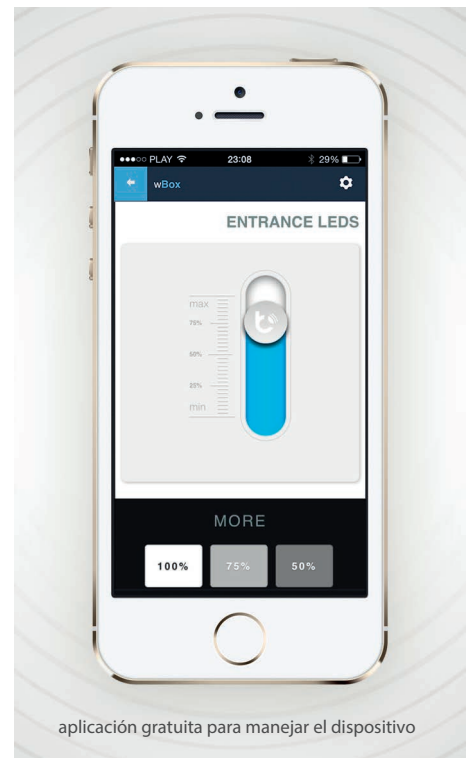 PLAY 23:08 29%
wBox
ENTRANCE LEDS
max
75%
50%
25%
min
MORE
100% 75% 50%
aplicación gratuita para manejar el dispositivo